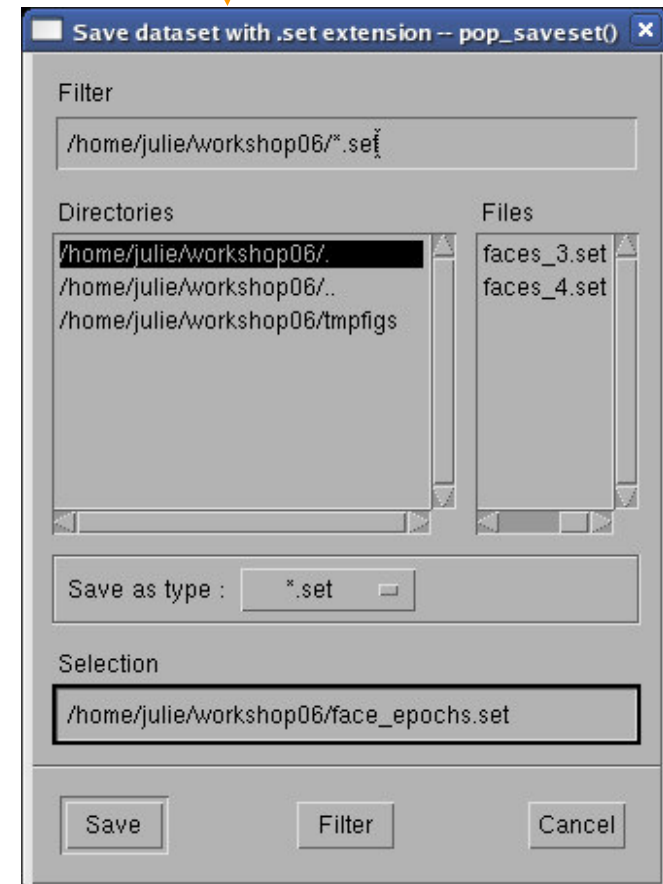 Save dataset with .set extension -- pop_saveset()
Filter
/home/julie/workshop06/*.set
Directories
Files
/home/julie/workshop06/.
/home/julie/workshop06/..
/home/julie/workshop06/tmpfigs
faces_3.set
faces_4.set
Save as type :
*.set
Selection
/home/julie/workshop06/face_epochs.set
Save
Filter
Cancel